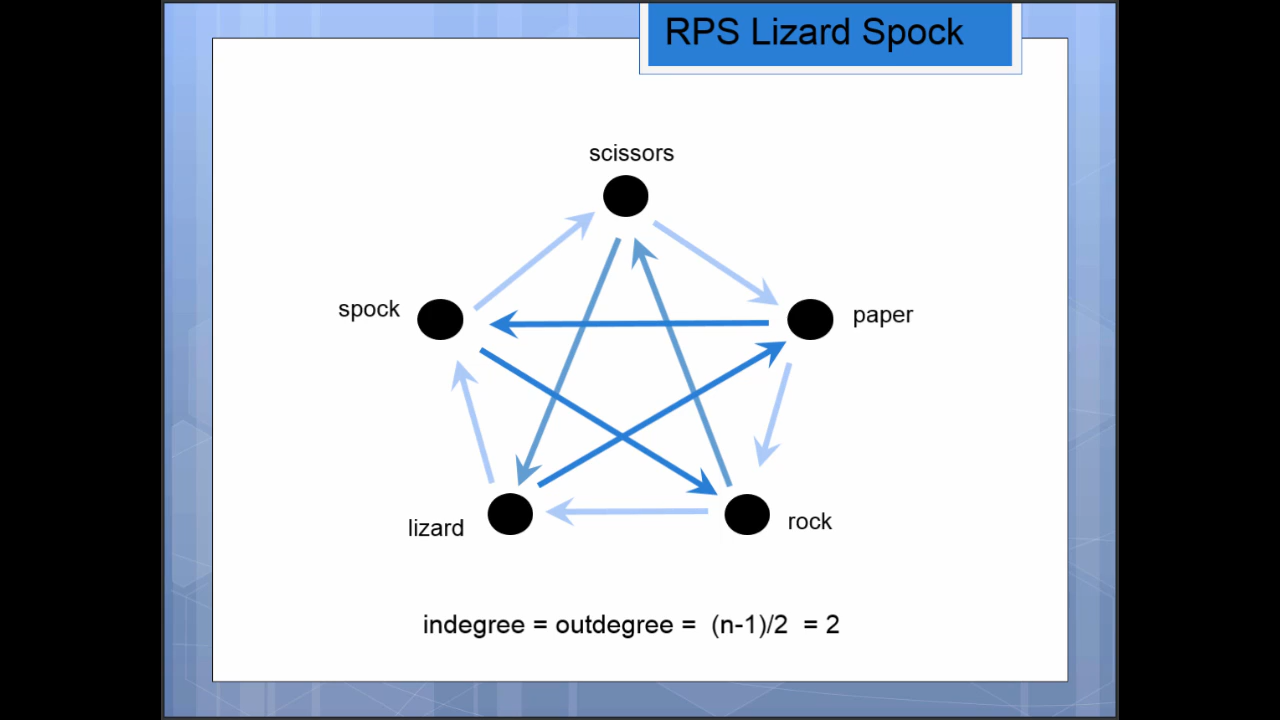 RPS Lizard Spock
scissors
spock
paper
lizard
rock
indegree = outdegree = (n-1)/2 = 2